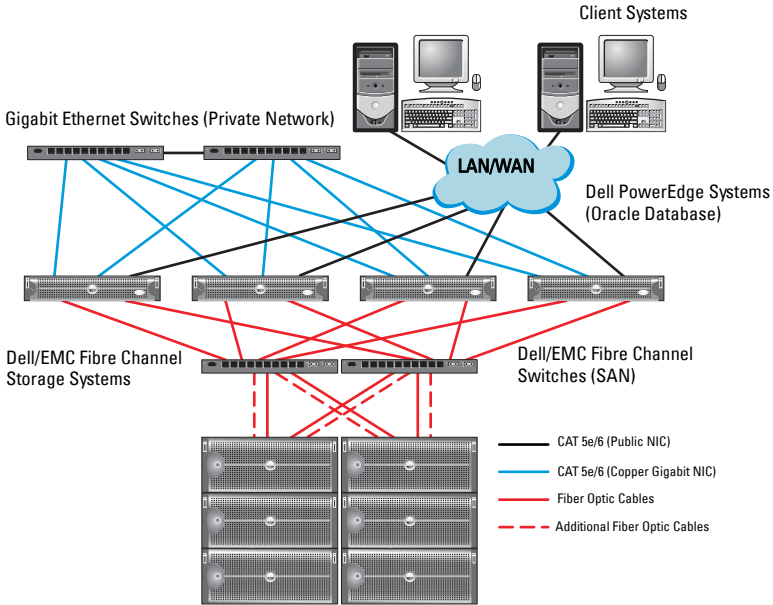 Client Systems
Gigabit Ethernet Switches (Private Network)
LAN/WAN
Dell PowerEdge Systems
(Oracle Database)
Dell/EMC Fibre Channel
Storage Systems
Dell/EMC Fibre Channel
Switches (SAN)
CAT 5e/6 (Public NIC)
CAT 5e/6 (Copper Gigabit NIC)
Fiber Optic Cables
Additional Fiber Optic Cables